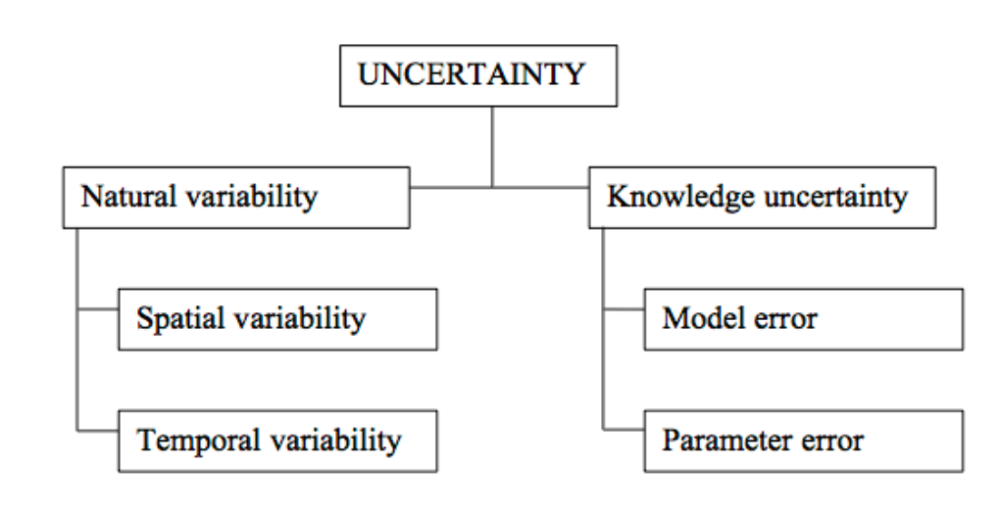 UNCERTAINTY
Natural variability
Knowledge uncertainty
Spatial variability
Model error
Temporal variability
Parameter error